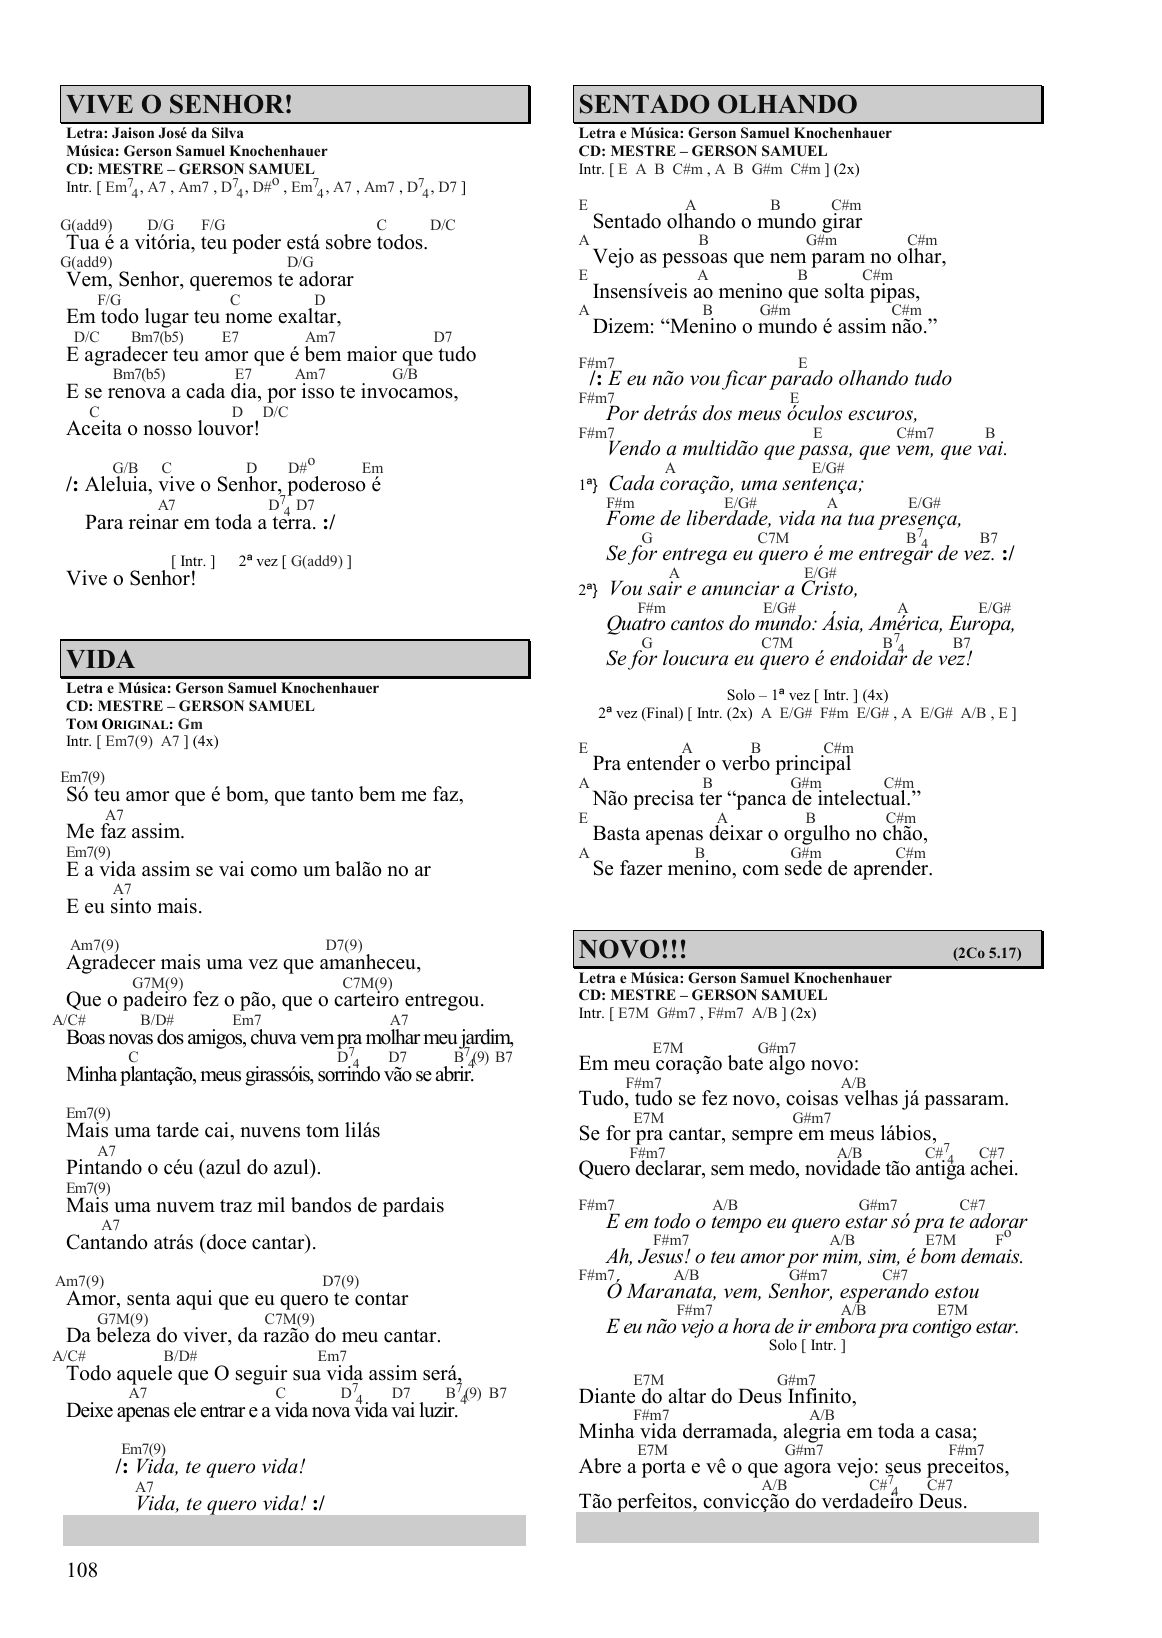 VIVE O SENHOR!
Letra: Jaison José da Silva
Música: Gerson Samuel Knochenhauer
CD: MESTRE – GERSON SAMUEL
Intr. [ Em7 4, A7 , Am7 , D7 4, D#o , Em7 4, A7 , Am7 , D7 4, D7 ]
G(add9) D/G F/G C D/C
Tua é a vitória, teu poder está sobre todos.
G(add9) D/G
Vem, Senhor, queremos te adorar
F/G C D
Em todo lugar teu nome exaltar,
D/C Bm7(b5) E7 Am7 D7
E agradecer teu amor que é bem maior que tudo
Bm7(b5) E7 Am7 G/B
E se renova a cada dia, por isso te invocamos,
C D D/C
Aceita o nosso louvor!
G/B C D D#o Em
/: Aleluia, vive o Senhor, poderoso é
A7 D7 4 D7
Para reinar em toda a terra. :/
[ Intr. ] 2ª vez [ G(add9) ]
Vive o Senhor!
VIDA
Letra e Música: Gerson Samuel Knochenhauer
CD: MESTRE – GERSON SAMUEL
TOM ORIGINAL: Gm
Intr. [ Em7(9) A7 ] (4x)
Em7(9)
Só teu amor que é bom, que tanto bem me faz,
A7
Me faz assim.
Em7(9)
E a vida assim se vai como um balão no ar
A7
E eu sinto mais.
Am7(9) D7(9)
Agradecer mais uma vez que amanheceu,
G7M(9) C7M(9)
Que o padeiro fez o pão, que o carteiro entregou.
A/C# B/D# Em7 A7
Boas novas dos amigos, chuva vem pra molhar meu jardim,
C D7 4 D7 B7 4(9) B7
Minha plantação, meus girassóis, sorrindo vão se abrir.
Em7(9)
Mais uma tarde cai, nuvens tom lilás
A7
Pintando o céu (azul do azul).
Em7(9)
Mais uma nuvem traz mil bandos de pardais
A7
Cantando atrás (doce cantar).
Am7(9) D7(9)
Amor, senta aqui que eu quero te contar
G7M(9) C7M(9)
Da beleza do viver, da razão do meu cantar.
A/C# B/D# Em7
Todo aquele que O seguir sua vida assim será,
A7 C D7 4 D7 B7 4(9) B7
Deixe apenas ele entrar e a vida nova vida vai luzir.
Em7(9)
/: Vida, te quero vida!
A7
Vida, te quero vida! :/
108
SENTADO OLHANDO
Letra e Música: Gerson Samuel Knochenhauer
CD: MESTRE – GERSON SAMUEL
Intr. [ E A B C#m , A B G#m C#m ] (2x)
E A B C#m
Sentado olhando o mundo girar
A B G#m C#m
Vejo as pessoas que nem param no olhar,
E A B C#m
Insensíveis ao menino que solta pipas,
A B G#m C#m
Dizem: “Menino o mundo é assim não.”
F#m7 E
/: E eu não vou ficar parado olhando tudo
F#m7 E
Por detrás dos meus óculos escuros,
F#m7 E C#m7 B
Vendo a multidão que passa, que vem, que vai.
A E/G#
1ª} Cada coração, uma sentença;
F#m E/G# A E/G#
Fome de liberdade, vida na tua presença,
G C7M B7 4 B7
Se for entrega eu quero é me entregar de vez. :/
A E/G#
2ª} Vou sair e anunciar a Cristo,
F#m E/G# A E/G#
Quatro cantos do mundo: Ásia, América, Europa,
G C7M B7 4 B7
Se for loucura eu quero é endoidar de vez!
Solo – 1ª vez [ Intr. ] (4x)
2ª vez (Final) [ Intr. (2x) A E/G# F#m E/G# , A E/G# A/B , E ]
E A B C#m
Pra entender o verbo principal
A B G#m C#m
Não precisa ter “panca de intelectual.”
E A B C#m
Basta apenas deixar o orgulho no chão,
A B G#m C#m
Se fazer menino, com sede de aprender.
NOVO!!! (2Co 5.17)
Letra e Música: Gerson Samuel Knochenhauer
CD: MESTRE – GERSON SAMUEL
Intr. [ E7M G#m7 , F#m7 A/B ] (2x)
E7M G#m7
Em meu coração bate algo novo:
F#m7 A/B
Tudo, tudo se fez novo, coisas velhas já passaram.
E7M G#m7
Se for pra cantar, sempre em meus lábios,
F#m7 A/B C#7 4 C#7
Quero declarar, sem medo, novidade tão antiga achei.
F#m7 A/B G#m7 C#7
E em todo o tempo eu quero estar só pra te adorar
F#m7 A/B E7M Fo
Ah, Jesus! o teu amor por mim, sim, é bom demais.
F#m7 A/B G#m7 C#7
Ó Maranata, vem, Senhor, esperando estou
F#m7 A/B E7M
E eu não vejo a hora de ir embora pra contigo estar.
Solo [ Intr. ]
E7M G#m7
Diante do altar do Deus Infinito,
F#m7 A/B
Minha vida derramada, alegria em toda a casa;
E7M G#m7 F#m7
Abre a porta e vê o que agora vejo: seus preceitos,
A/B C#7 4 C#7
Tão perfeitos, convicção do verdadeiro Deus.